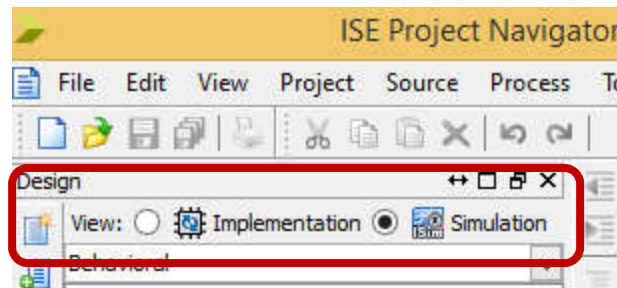 ISE Project Navigator
File Edit View Project Source Process
Design
View: Implementation Simulation
Behavioral